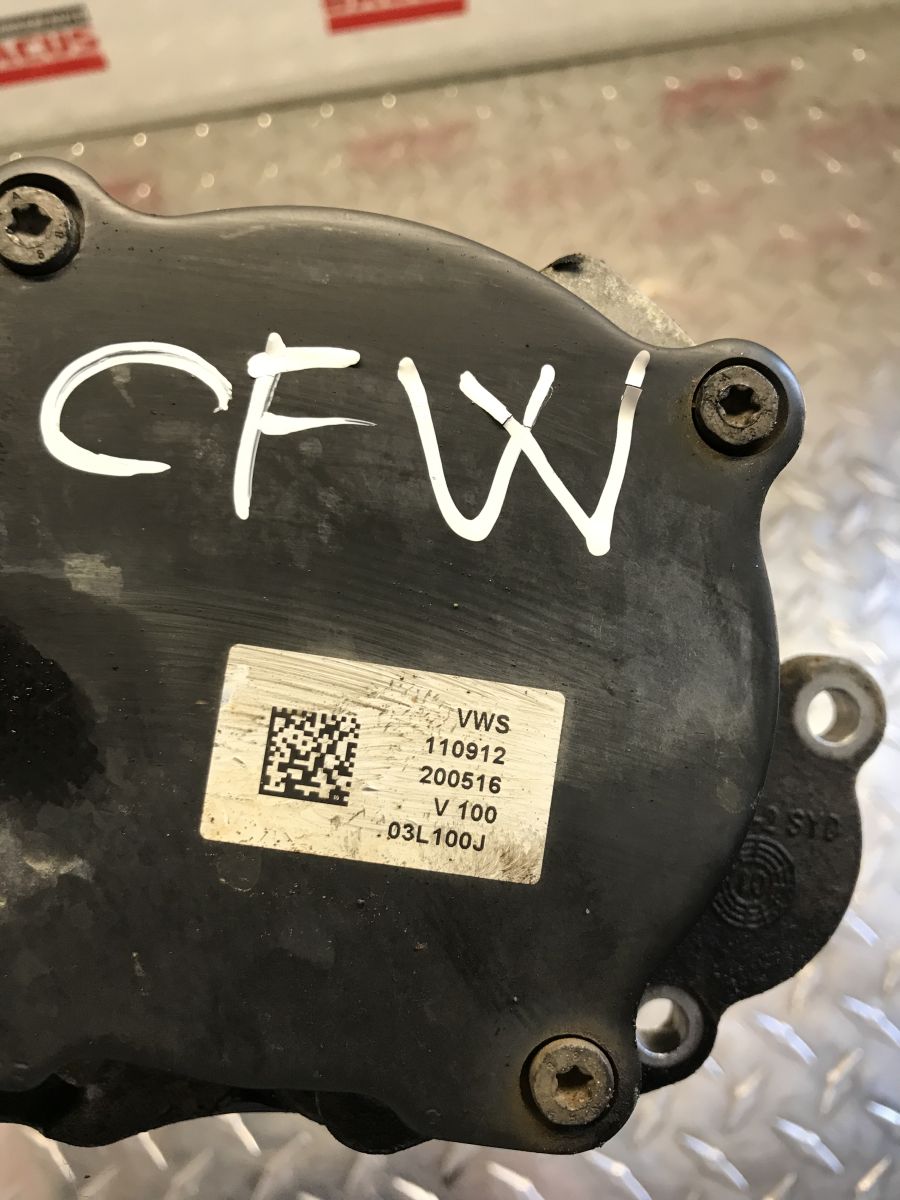 CFW
VWS
110912
200516
V 100
03L100J